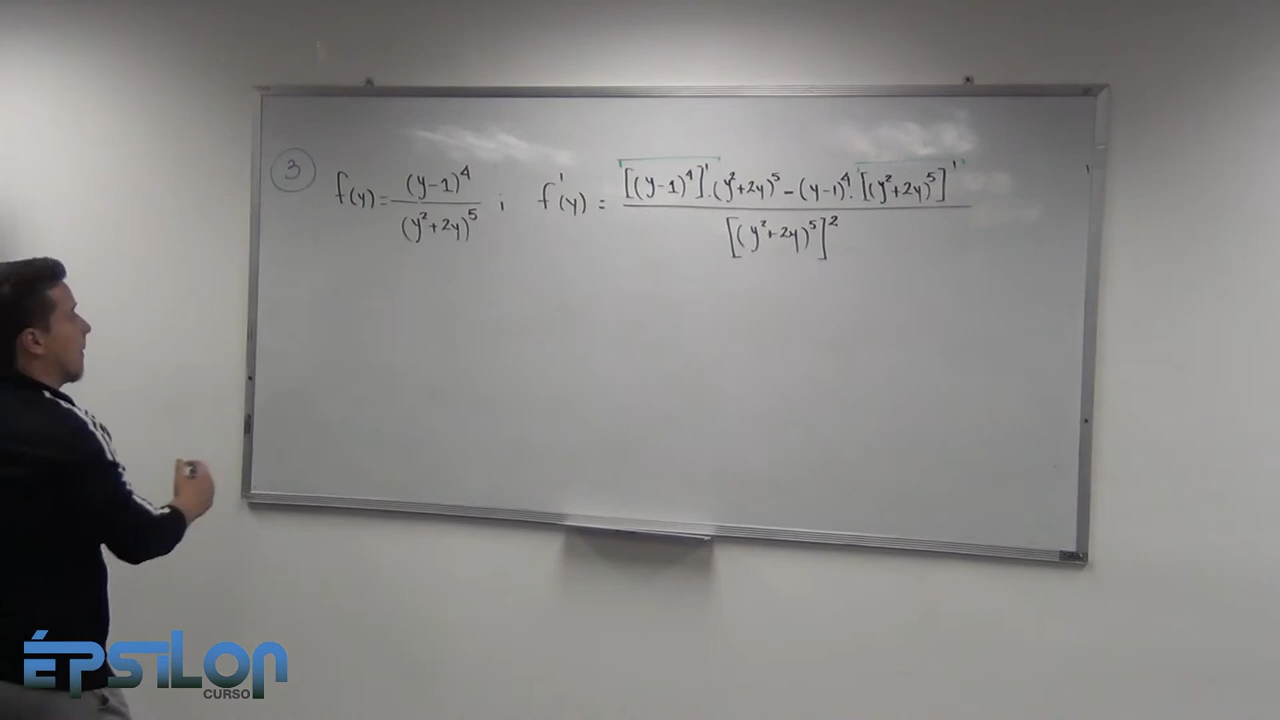 3
f(y) = (y-1)^4 / (y²+2y)^5 ; f'(y) = [(y-1)^4]'·(y²+2y)^5 - (y-1)^4·[(y²+2y)^5]' / [(y²+2y)^5]²
ÉPSILON
CURSO